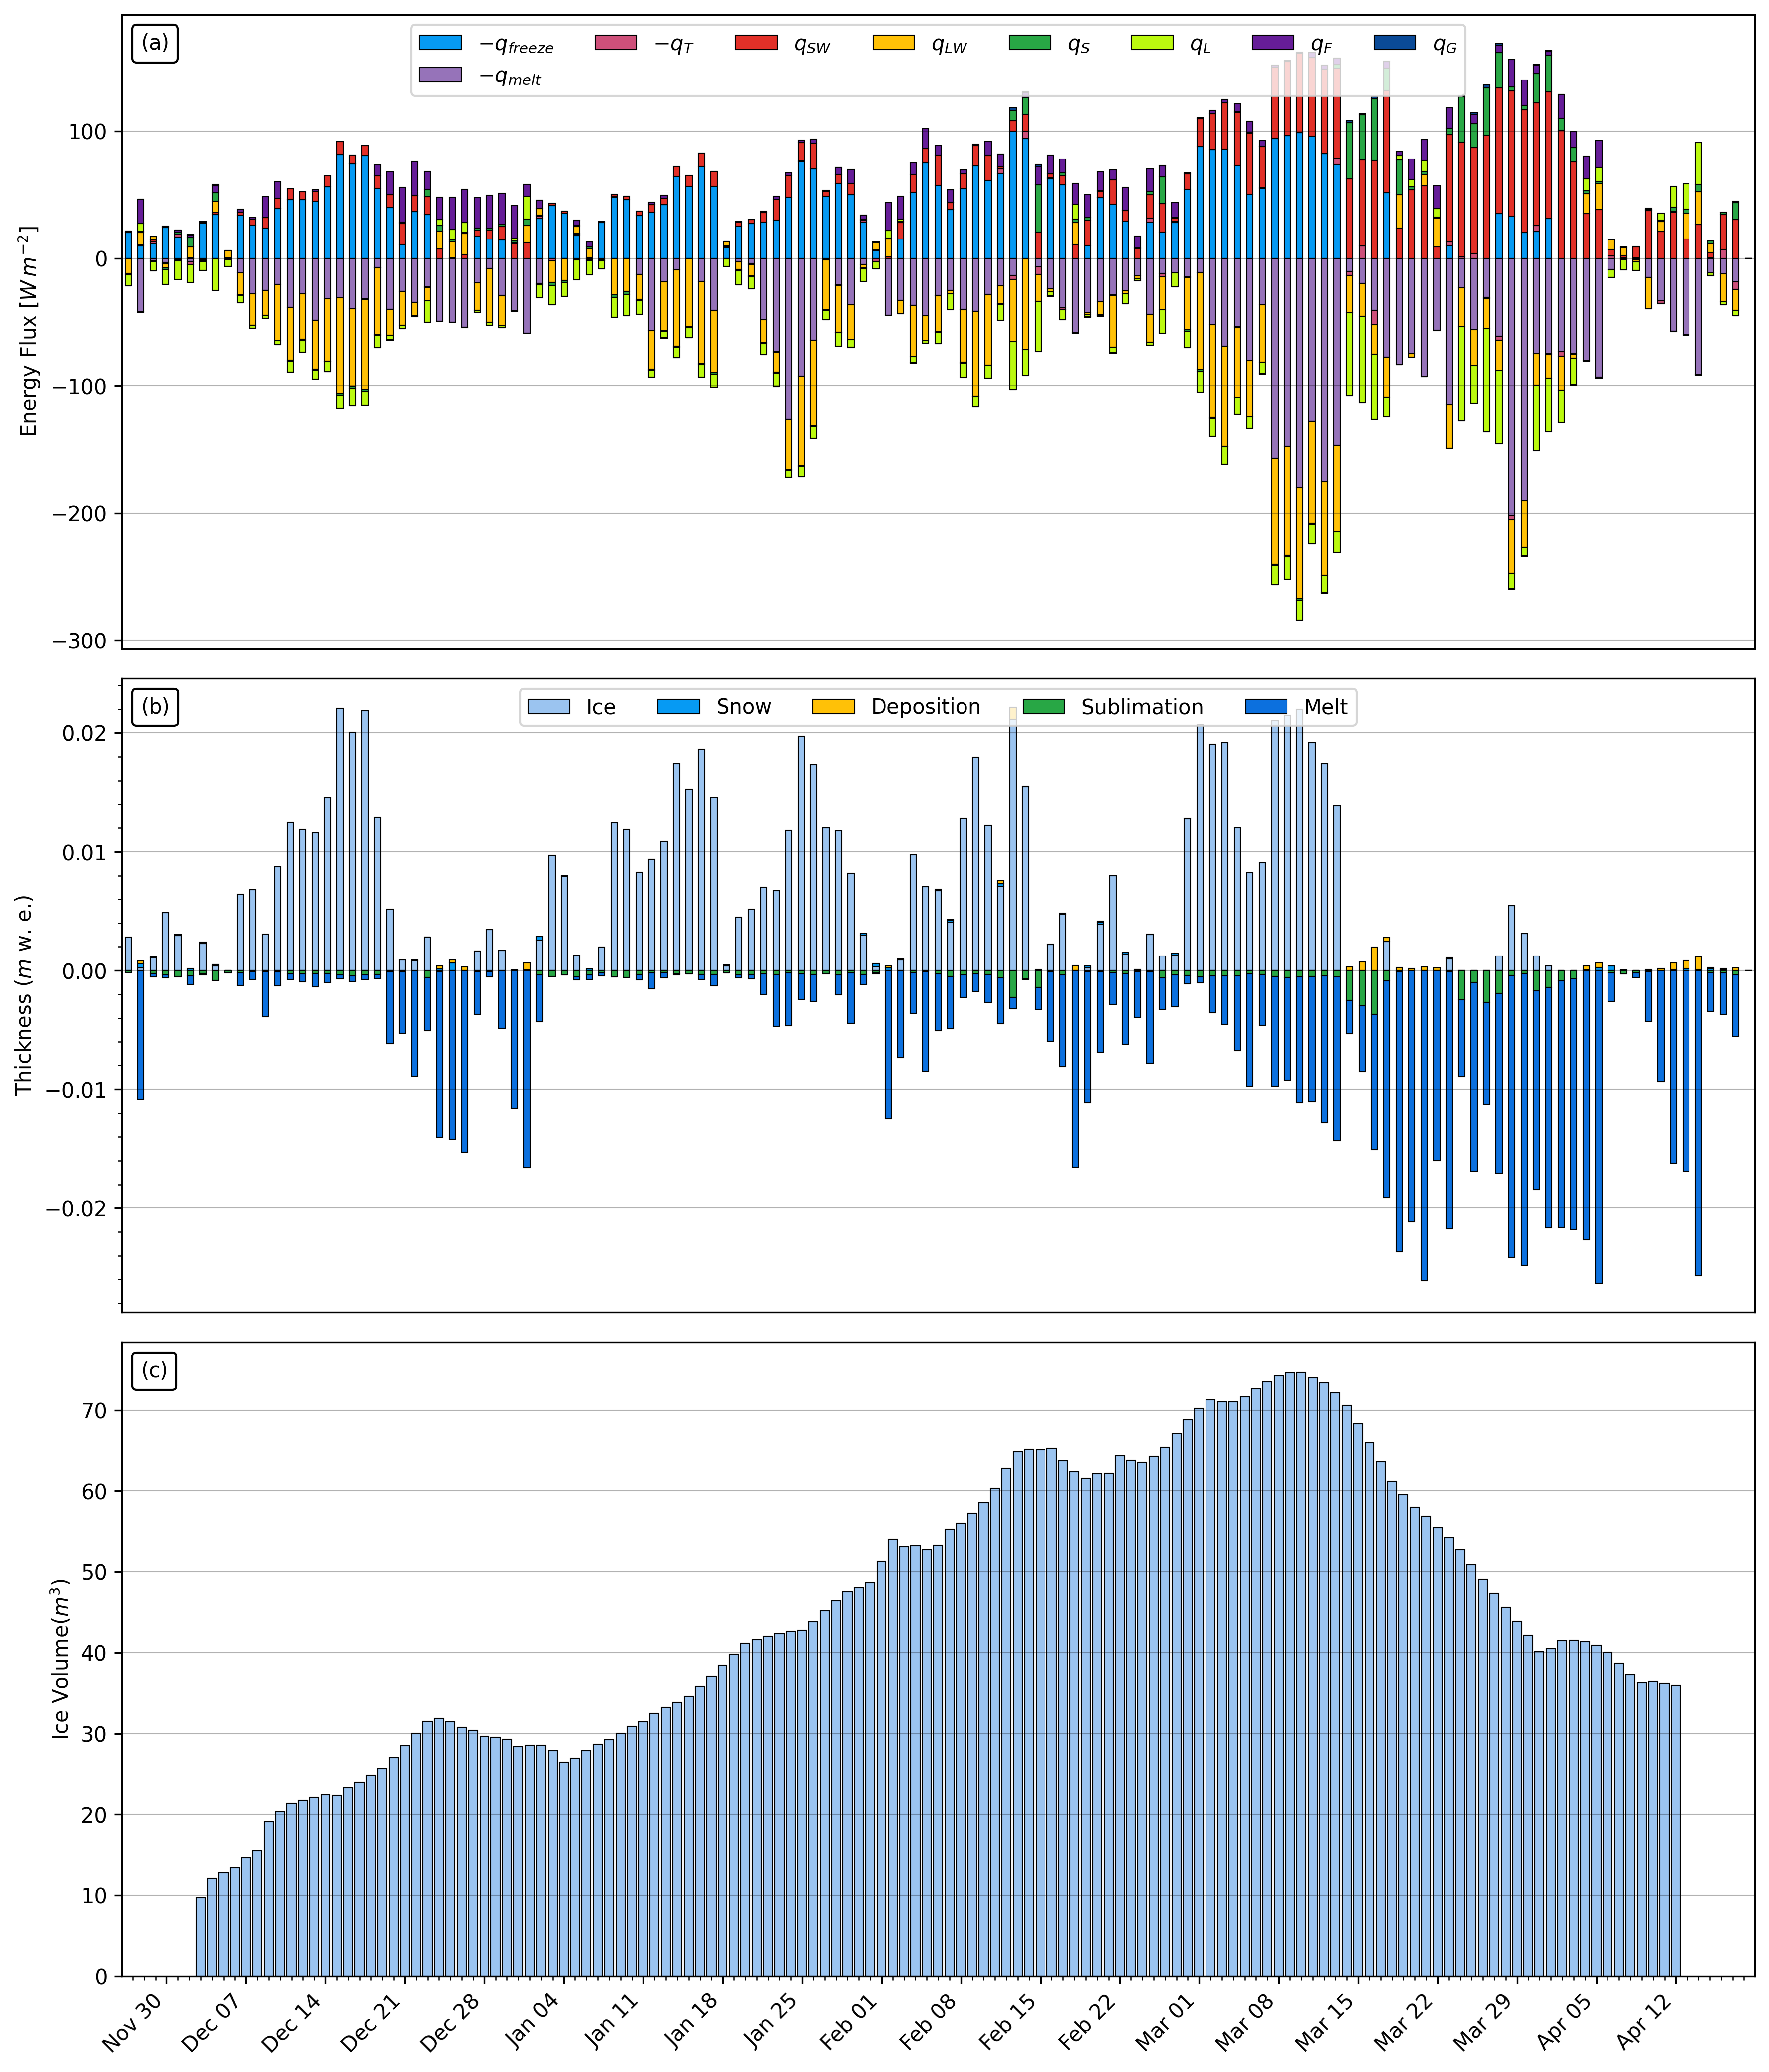 (a)
−q_freeze −q_T q_SW q_LW q_S q_L q_F q_G
−q_melt
Energy Flux [W m⁻²]
100
0
−100
−200
−300
(b)
Ice Snow Deposition Sublimation Melt
Thickness (m w. e.)
0.02
0.01
0.00
−0.01
−0.02
(c)
Ice Volume(m³)
70
60
50
40
30
20
10
0
Nov 30 Dec 07 Dec 14 Dec 21 Dec 28 Jan 04 Jan 11 Jan 18 Jan 25 Feb 01 Feb 08 Feb 15 Feb 22 Mar 01 Mar 08 Mar 15 Mar 22 Mar 29 Apr 05 Apr 12